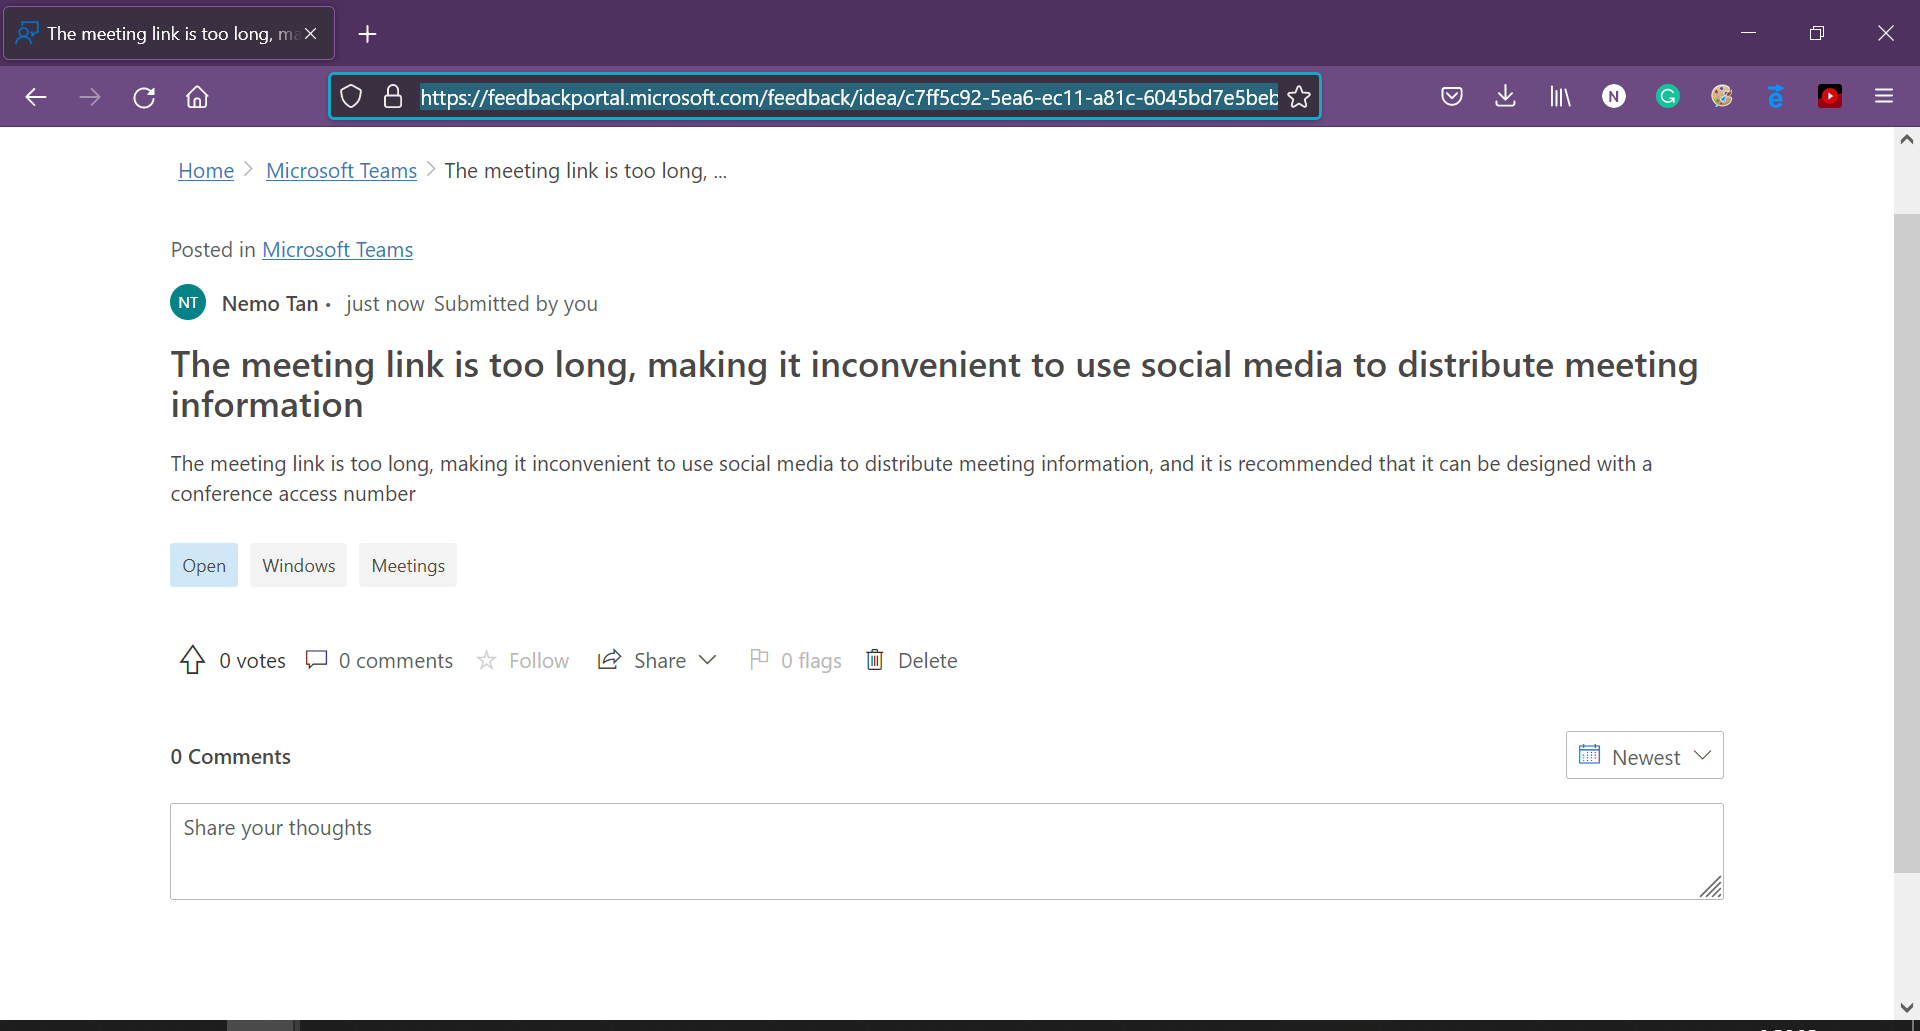 The meeting link is too long, ma
https://feedbackportal.microsoft.com/feedback/idea/c7ff5c92-5ea6-ec11-a81c-6045bd7e5beb
N
G
Home > Microsoft Teams > The meeting link is too long, ...
Posted in Microsoft Teams
NT Nemo Tan • just now Submitted by you
The meeting link is too long, making it inconvenient to use social media to distribute meeting
information
The meeting link is too long, making it inconvenient to use social media to distribute meeting information, and it is recommended that it can be designed with a
conference access number
Open Windows Meetings
0 votes 0 comments Follow Share 0 flags Delete
0 Comments
Newest
Share your thoughts